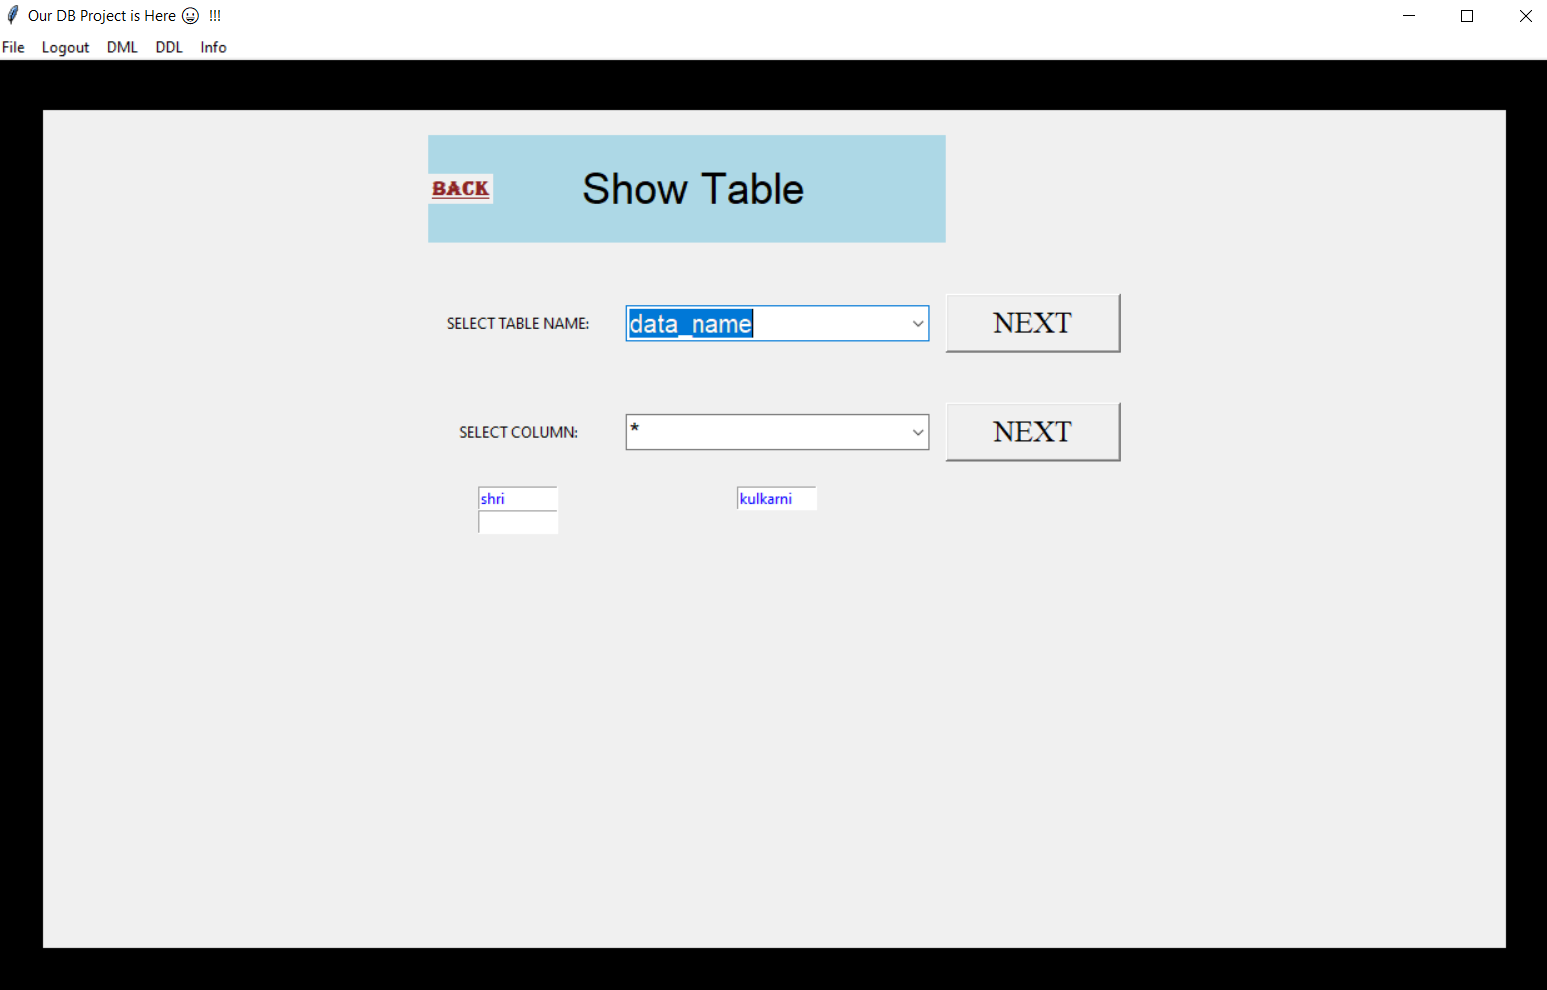 Our DB Project is Here 😀 !!!
File Logout DML DDL Info
BACK Show Table
SELECT TABLE NAME: data_name NEXT
SELECT COLUMN: * NEXT
shri kulkarni